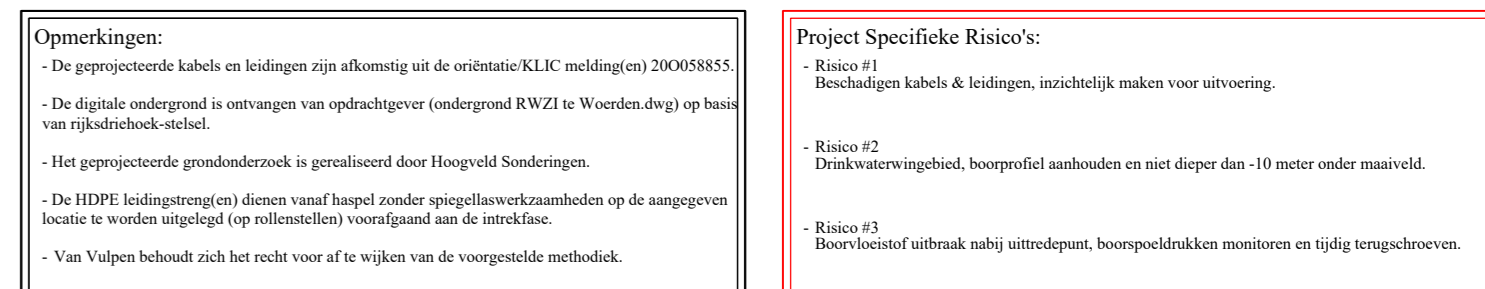 Opmerkingen:
- De geprojecteerde kabels en leidingen zijn afkomstig uit de oriëntatie/KLIC melding(en) 20O058855.
- De digitale ondergrond is ontvangen van opdrachtgever (ondergrond RWZI te Woerden.dwg) op basis
van rijksdriehoek-stelsel.
- Het geprojecteerde grondonderzoek is gerealiseerd door Hoogveld Sonderingen.
- De HDPE leidingstreng(en) dienen vanaf haspel zonder spiegellaswerkzaamheden op de aangegeven
locatie te worden uitgelegd (op rollenstellen) voorafgaand aan de intrekfase.
- Van Vulpen behoudt zich het recht voor af te wijken van de voorgestelde methodiek.
Project Specifieke Risico's:
- Risico #1
Beschadigen kabels & leidingen, inzichtelijk maken voor uitvoering.
- Risico #2
Drinkwaterwingebied, boorprofiel aanhouden en niet dieper dan -10 meter onder maaiveld.
- Risico #3
Boorvloeistof uitbraak nabij uittredepunt, boorspoeldrukken monitoren en tijdig terugschroeven.